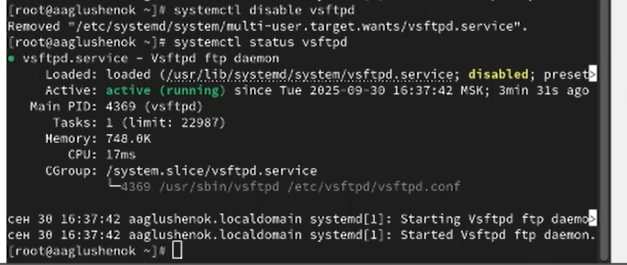 [root@aaglushenok ~]# systemctl disable vsftpd
Removed "/etc/systemd/system/multi-user.target.wants/vsftpd.service".
[root@aaglushenok ~]# systemctl status vsftpd
● vsftpd.service - Vsftpd ftp daemon
Loaded: loaded (/usr/lib/systemd/system/vsftpd.service; disabled; preset>
Active: active (running) since Tue 2025-09-30 16:37:42 MSK; 3min 31s ago
Main PID: 4369 (vsftpd)
Tasks: 1 (limit: 22987)
Memory: 748.0K
CPU: 17ms
CGroup: /system.slice/vsftpd.service
└─4369 /usr/sbin/vsftpd /etc/vsftpd/vsftpd.conf
сен 30 16:37:42 aaglushenok.localdomain systemd[1]: Starting Vsftpd ftp daemo>
сен 30 16:37:42 aaglushenok.localdomain systemd[1]: Started Vsftpd ftp daemon.
[root@aaglushenok ~]#